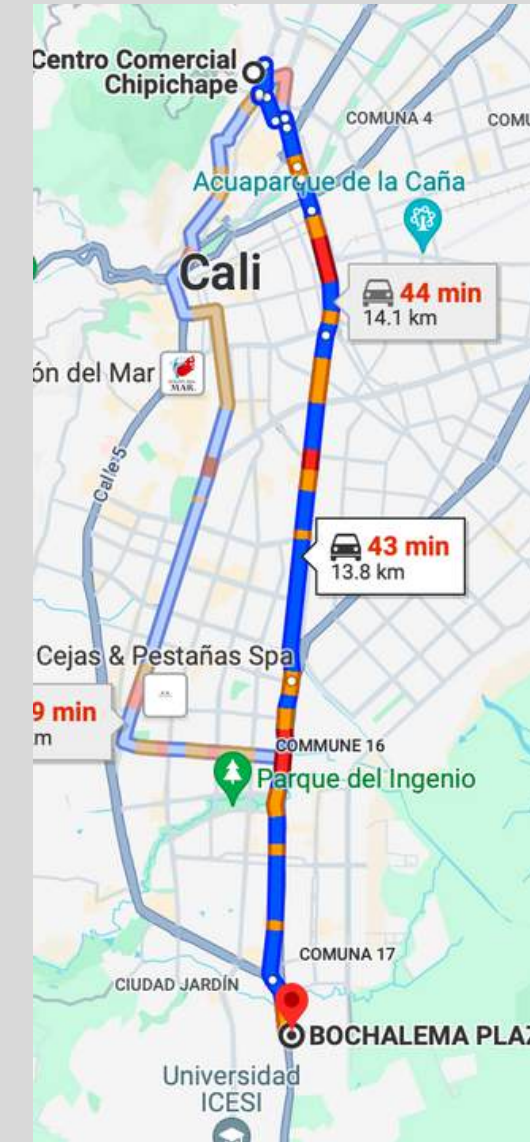 Centro Comercial
Chipichape
COMUNA 4
COMU
Acuaparque de la Caña
Cali
44 min
14.1 km
ón del Mar
MAR.
Calle 5
43 min
13.8 km
Cejas & Pestañas Spa
9 min
m
COMMUNE 16
Parque del Ingenio
COMUNA 17
CIUDAD JARDÍN
BOCHALEMA PLAZ
Universidad
ICESI